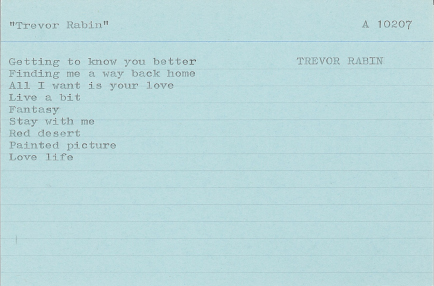 "Trevor Rabin" A 10207
Getting to know you better TREVOR RABIN
Finding me a way back home
All I want is your love
Live a bit
Fantasy
Stay with me
Red desert
Painted picture
Love life